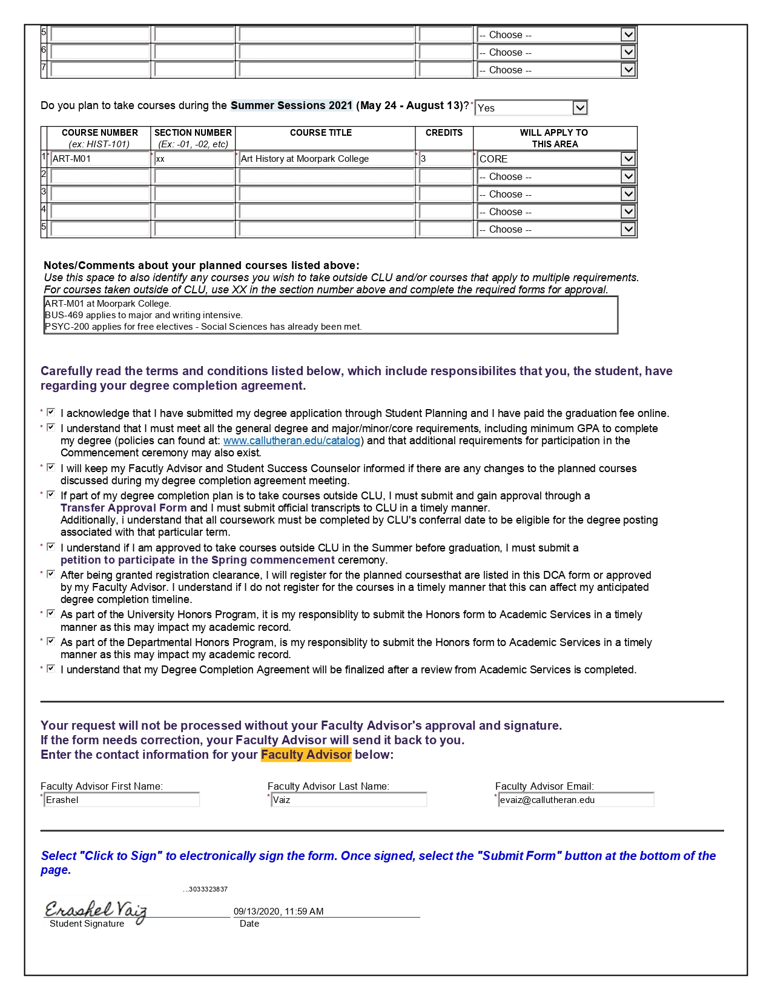 5 -- Choose --
6 -- Choose --
7 -- Choose --
Do you plan to take courses during the Summer Sessions 2021 (May 24 - August 13)?* Yes
COURSE NUMBER SECTION NUMBER COURSE TITLE CREDITS WILL APPLY TO
(ex: HIST-101) (Ex: -01, -02, etc) THIS AREA
1 * ART-M01 * xx * Art History at Moorpark College * 3 * CORE
2 -- Choose --
3 -- Choose --
4 -- Choose --
5 -- Choose --
Notes/Comments about your planned courses listed above:
Use this space to also identify any courses you wish to take outside CLU and/or courses that apply to multiple requirements.
For courses taken outside of CLU, use XX in the section number above and complete the required forms for approval.
ART-M01 at Moorpark College.
BUS-469 applies to major and writing intensive.
PSYC-200 applies for free electives - Social Sciences has already been met.
Carefully read the terms and conditions listed below, which include responsibilites that you, the student, have
regarding your degree completion agreement.
* I acknowledge that I have submitted my degree application through Student Planning and I have paid the graduation fee online.
* I understand that I must meet all the general degree and major/minor/core requirements, including minimum GPA to complete
my degree (policies can found at: www.callutheran.edu/catalog) and that additional requirements for participation in the
Commencement ceremony may also exist.
* I will keep my Facutly Advisor and Student Success Counselor informed if there are any changes to the planned courses
discussed during my degree completion agreement meeting.
* If part of my degree completion plan is to take courses outside CLU, I must submit and gain approval through a
Transfer Approval Form and I must submit official transcripts to CLU in a timely manner.
Additionally, i understand that all coursework must be completed by CLU's conferral date to be eligible for the degree posting
associated with that particular term.
* I understand if I am approved to take courses outside CLU in the Summer before graduation, I must submit a
petition to participate in the Spring commencement ceremony.
* After being granted registration clearance, I will register for the planned coursesthat are listed in this DCA form or approved
by my Faculty Advisor. I understand if I do not register for the courses in a timely manner that this can affect my anticipated
degree completion timeline.
* As part of the University Honors Program, it is my responsiblity to submit the Honors form to Academic Services in a timely
manner as this may impact my academic record.
* As part of the Departmental Honors Program, is my responsiblity to submit the Honors form to Academic Services in a timely
manner as this may impact my academic record.
* I understand that my Degree Completion Agreement will be finalized after a review from Academic Services is completed.
Your request will not be processed without your Faculty Advisor's approval and signature.
If the form needs correction, your Faculty Advisor will send it back to you.
Enter the contact information for your Faculty Advisor below:
Faculty Advisor First Name: Faculty Advisor Last Name: Faculty Advisor Email:
* Erashel * Vaiz * evaiz@callutheran.edu
Select "Click to Sign" to electronically sign the form. Once signed, select the "Submit Form" button at the bottom of the
page.
...3033323837
Erashel Vaiz 09/13/2020, 11:59 AM
Student Signature Date